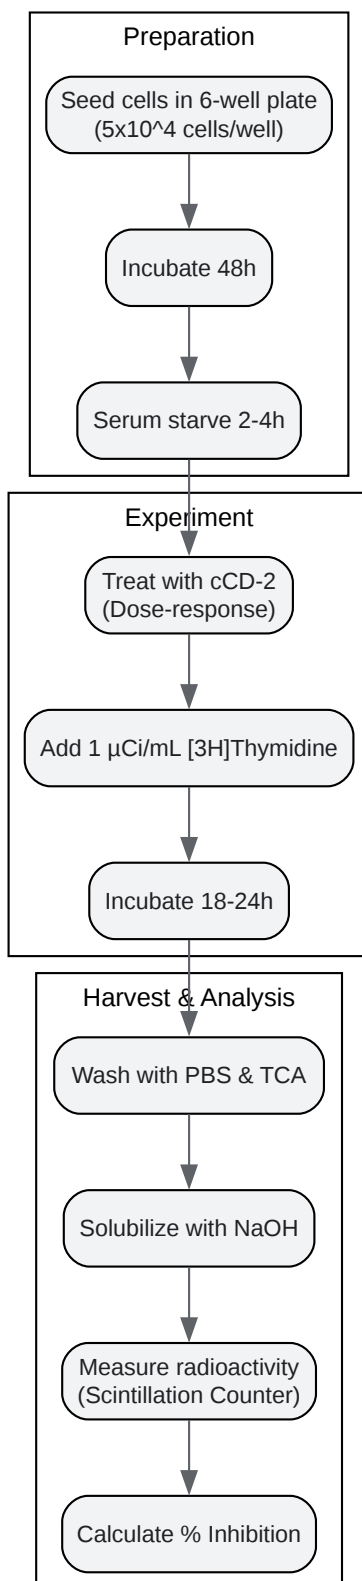 Preparation
Seed cells in 6-well plate
(5x10^4 cells/well)
Incubate 48h
Serum starve 2-4h
Experiment
Treat with cCD-2
(Dose-response)
Add 1 µCi/mL [3H]Thymidine
Incubate 18-24h
Harvest & Analysis
Wash with PBS & TCA
Solubilize with NaOH
Measure radioactivity
(Scintillation Counter)
Calculate % Inhibition